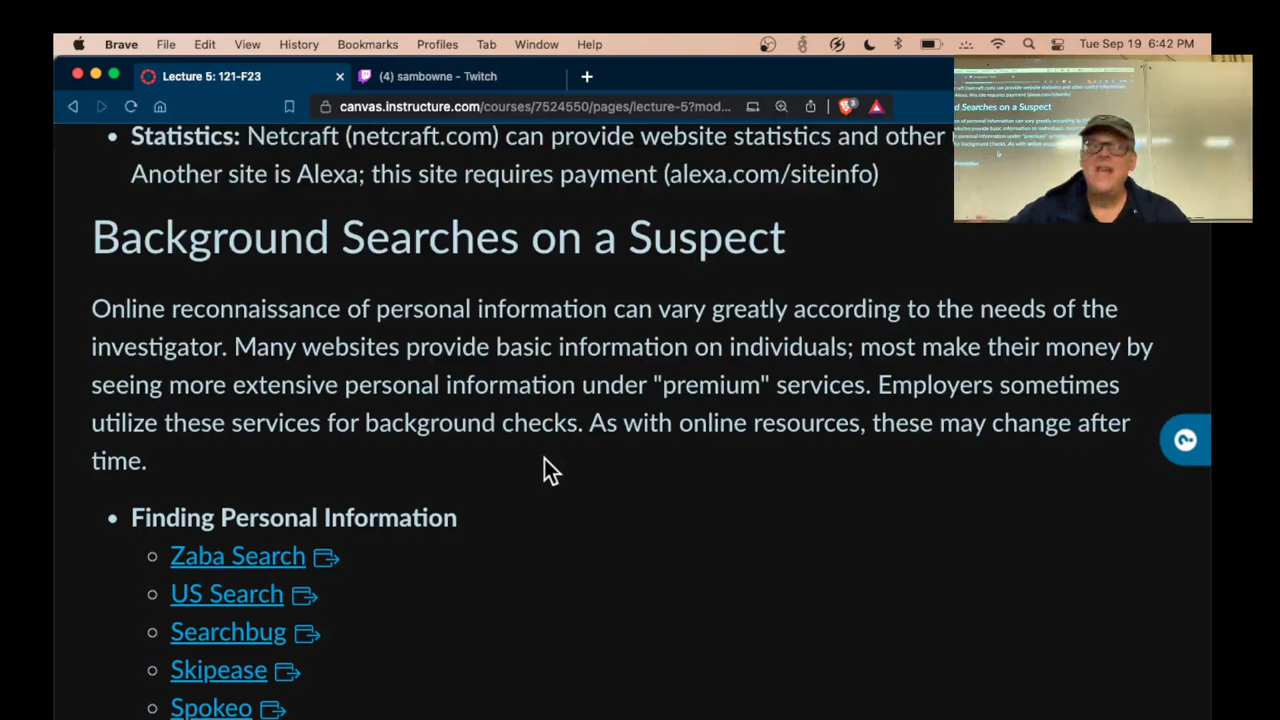 Brave File Edit View History Bookmarks Profiles Tab Window Help Tue Sep 19 6:42 PM
Lecture 5: 121-F23 (4) sambowne - Twitch
canvas.instructure.com/courses/7524550/pages/lecture-5?mod...
Statistics: Netcraft (netcraft.com) can provide website statistics and other
Another site is Alexa; this site requires payment (alexa.com/siteinfo)
d Searches on a Suspect
Background Searches on a Suspect
Online reconnaissance of personal information can vary greatly according to the needs of the
investigator. Many websites provide basic information on individuals; most make their money by
seeing more extensive personal information under "premium" services. Employers sometimes
utilize these services for background checks. As with online resources, these may change after
time.
Finding Personal Information
Zaba Search
US Search
Searchbug
Skipease
Spokeo